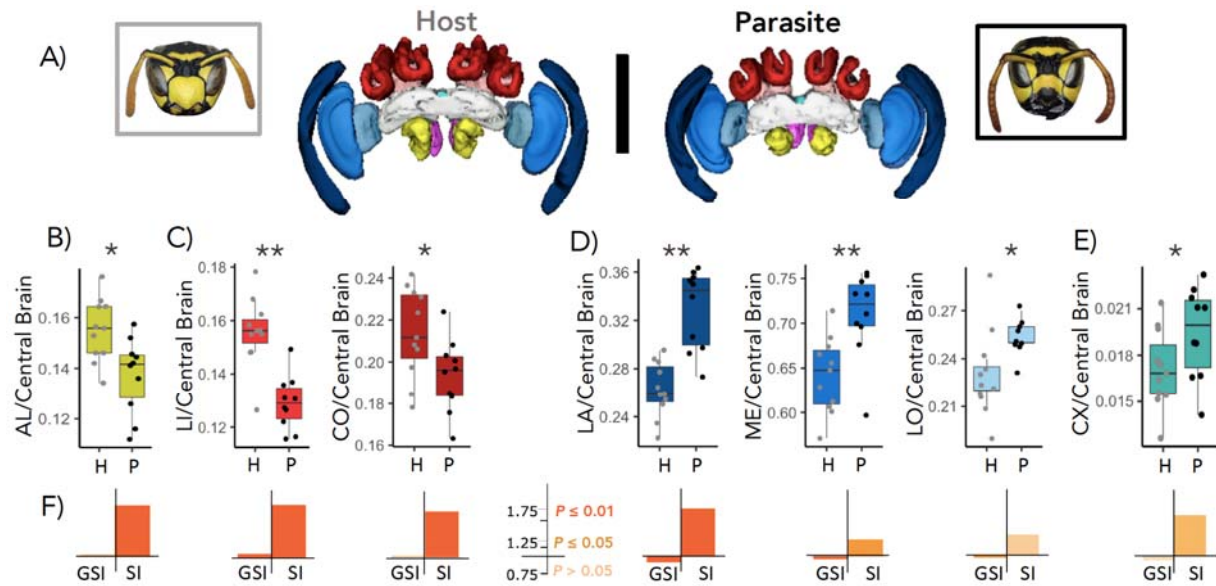 Host
Parasite
A)
B)
*
AL/Central Brain
0.16
0.14
0.12
H P
C)
**
LI/Central Brain
0.18
0.16
0.14
0.12
H P
*
CO/Central Brain
0.24
0.22
0.20
0.18
0.16
H P
D)
**
LA/Central Brain
0.36
0.32
0.28
0.24
H P
**
ME/Central Brain
0.75
0.70
0.65
0.60
H P
*
LO/Central Brain
0.27
0.23
0.21
H P
E)
*
CX/Central Brain
0.021
0.018
0.015
H P
F)
GSI SI
GSI SI
GSI SI
1.75 P ≤ 0.01
1.25 P ≤ 0.05
0.75 P > 0.05
GSI SI
GSI SI
GSI SI
GSI SI